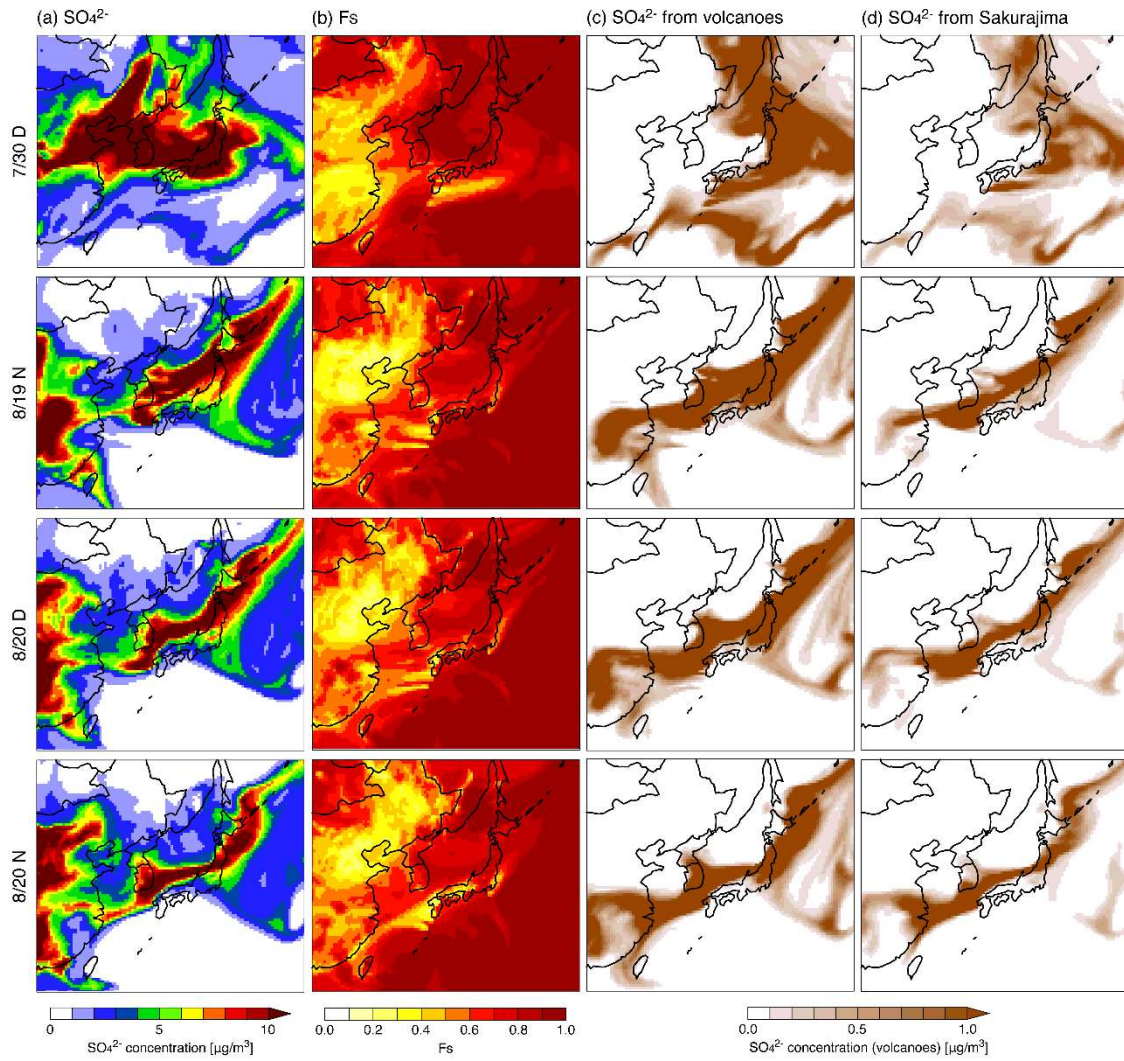 (a) SO₄²⁻ (b) Fs (c) SO₄²⁻ from volcanoes (d) SO₄²⁻ from Sakurajima
7/30 D
8/19 N
8/20 D
8/20 N
0 5 10 0.0 0.2 0.4 0.6 0.8 1.0 0.0 0.5 1.0
SO₄²⁻ concentration [μg/m³] Fs SO₄²⁻ concentration (volcanoes) [μg/m³]